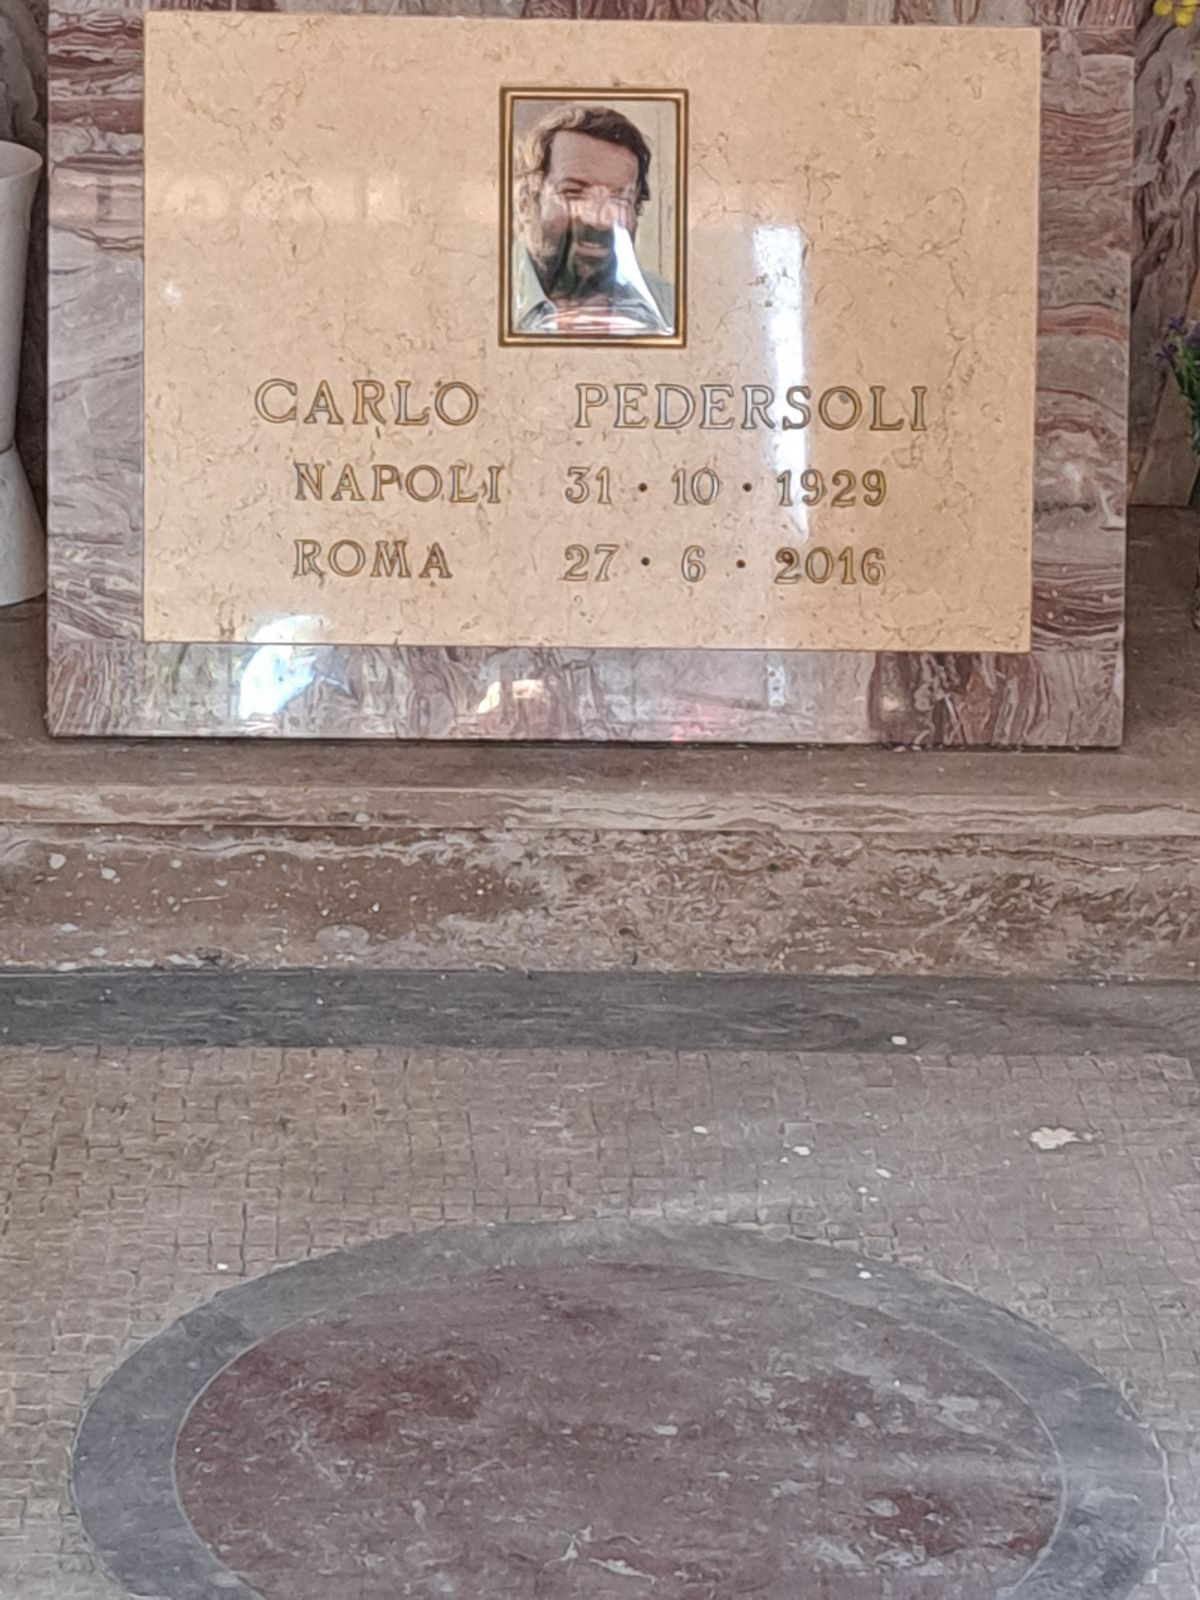 CARLO PEDERSOLI
NAPOLI 31 · 10 · 1929
ROMA 27 · 6 · 2016